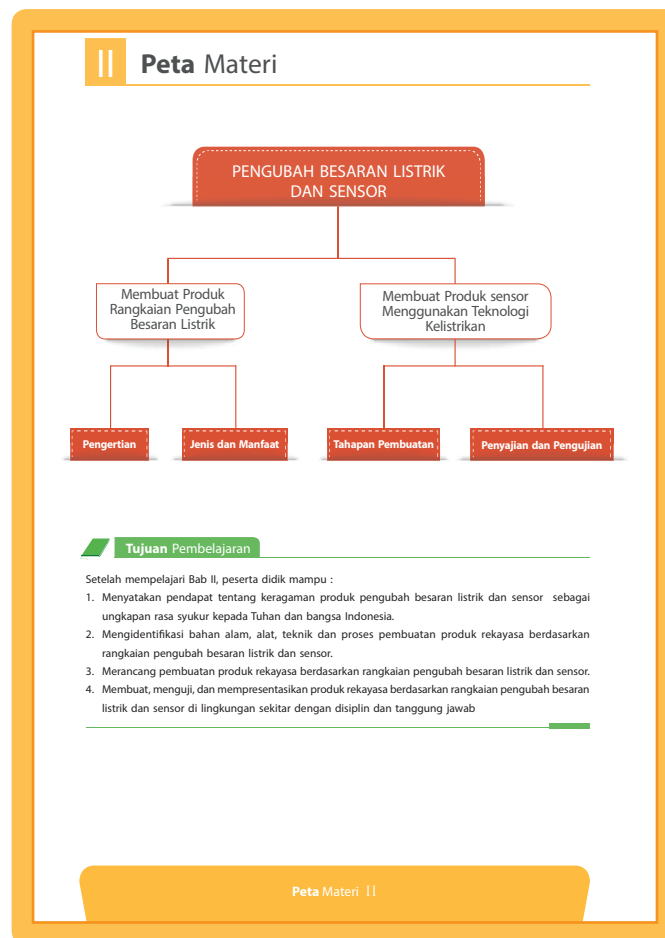 II Peta Materi
PENGUBAH BESARAN LISTRIK
DAN SENSOR
Membuat Produk
Rangkaian Pengubah
Besaran Listrik
Membuat Produk sensor
Menggunakan Teknologi
Kelistrikan
Pengertian
Jenis dan Manfaat
Tahapan Pembuatan
Penyajian dan Pengujian
Tujuan Pembelajaran
Setelah mempelajari Bab II, peserta didik mampu :
1. Menyatakan pendapat tentang keragaman produk pengubah besaran listrik dan sensor sebagai
ungkapan rasa syukur kepada Tuhan dan bangsa Indonesia.
2. Mengidentifikasi bahan alam, alat, teknik dan proses pembuatan produk rekayasa berdasarkan
rangkaian pengubah besaran listrik dan sensor.
3. Merancang pembuatan produk rekayasa berdasarkan rangkaian pengubah besaran listrik dan sensor.
4. Membuat, menguji, dan mempresentasikan produk rekayasa berdasarkan rangkaian pengubah besaran
listrik dan sensor di lingkungan sekitar dengan disiplin dan tanggung jawab
Peta Materi II